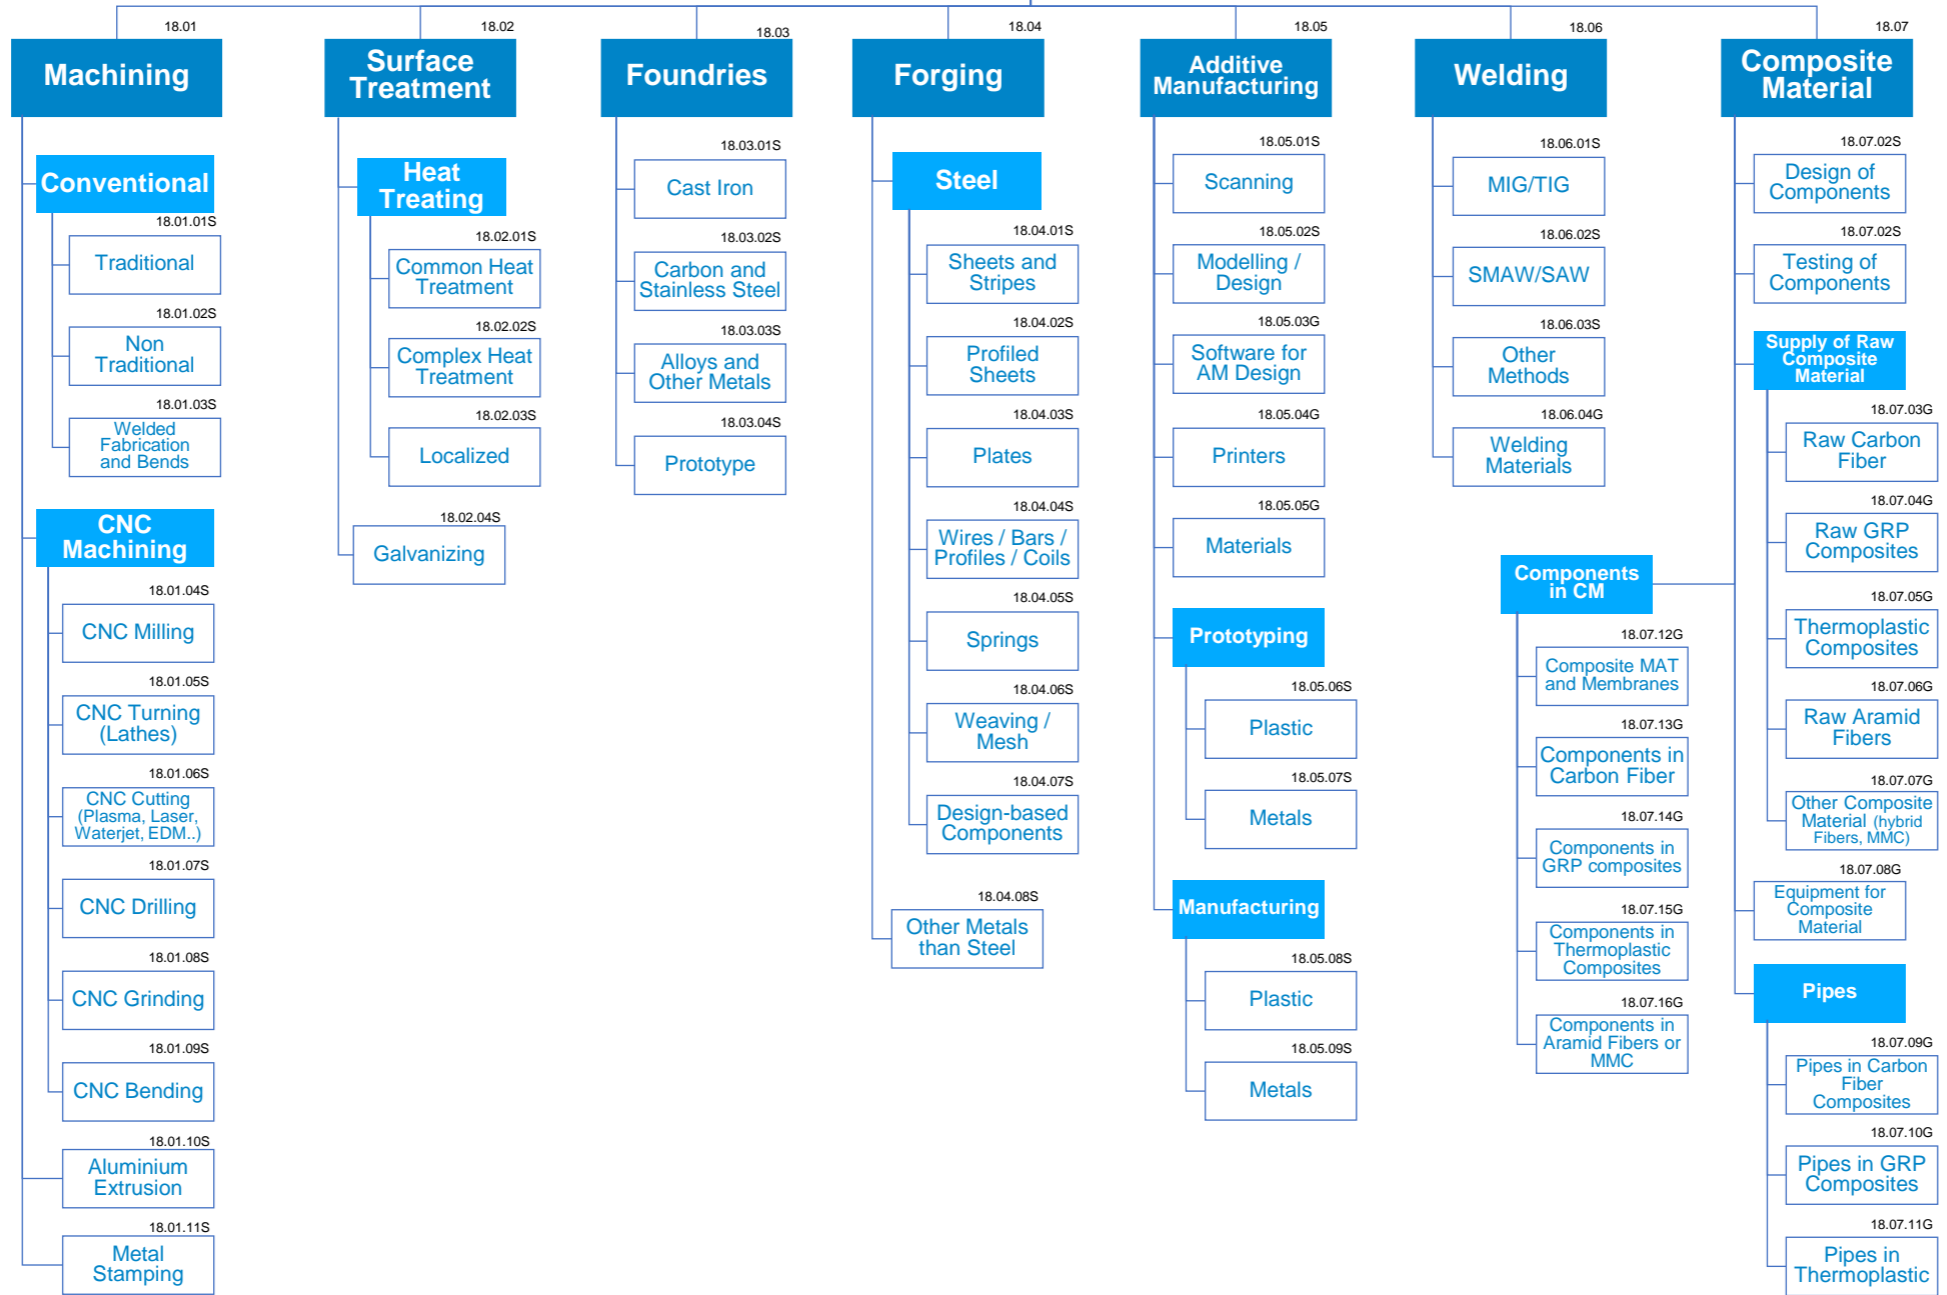 18.01
Machining
Conventional
18.01.01S
Traditional
18.01.02S
Non
Traditional
18.01.03S
Welded
Fabrication
and Bends
CNC
Machining
18.01.04S
CNC Milling
18.01.05S
CNC Turning
(Lathes)
18.01.06S
CNC Cutting
(Plasma, Laser,
Waterjet, EDM..)
18.01.07S
CNC Drilling
18.01.08S
CNC Grinding
18.01.09S
CNC Bending
18.01.10S
Aluminium
Extrusion
18.01.11S
Metal
Stamping
18.02
Surface
Treatment
Heat
Treating
18.02.01S
Common Heat
Treatment
18.02.02S
Complex Heat
Treatment
18.02.03S
Localized
18.02.04S
Galvanizing
18.03
Foundries
18.03.01S
Cast Iron
18.03.02S
Carbon and
Stainless Steel
18.03.03S
Alloys and
Other Metals
18.03.04S
Prototype
18.04
Forging
Steel
18.04.01S
Sheets and
Stripes
18.04.02S
Profiled
Sheets
18.04.03S
Plates
18.04.04S
Wires / Bars /
Profiles / Coils
18.04.05S
Springs
18.04.06S
Weaving /
Mesh
18.04.07S
Design-based
Components
18.04.08S
Other Metals
than Steel
18.05
Additive
Manufacturing
18.05.01S
Scanning
18.05.02S
Modelling /
Design
18.05.03G
Software for
AM Design
18.05.04G
Printers
18.05.05G
Materials
Prototyping
18.05.06S
Plastic
18.05.07S
Metals
Manufacturing
18.05.08S
Plastic
18.05.09S
Metals
18.06
Welding
18.06.01S
MIG/TIG
18.06.02S
SMAW/SAW
18.06.03S
Other
Methods
18.06.04G
Welding
Materials
18.07
Composite
Material
18.07.02S
Design of
Components
18.07.02S
Testing of
Components
Supply of Raw
Composite
Material
18.07.03G
Raw Carbon
Fiber
18.07.04G
Raw GRP
Composites
18.07.05G
Thermoplastic
Composites
18.07.06G
Raw Aramid
Fibers
18.07.07G
Other Composite
Material (hybrid
Fibers, MMC)
18.07.08G
Equipment for
Composite
Material
Pipes
18.07.09G
Pipes in Carbon
Fiber
Composites
18.07.10G
Pipes in GRP
Composites
18.07.11G
Pipes in
Thermoplastic
Components
in CM
18.07.12G
Composite MAT
and Membranes
18.07.13G
Components in
Carbon Fiber
18.07.14G
Components in
GRP composites
18.07.15G
Components in
Thermoplastic
Composites
18.07.16G
Components in
Aramid Fibers or
MMC